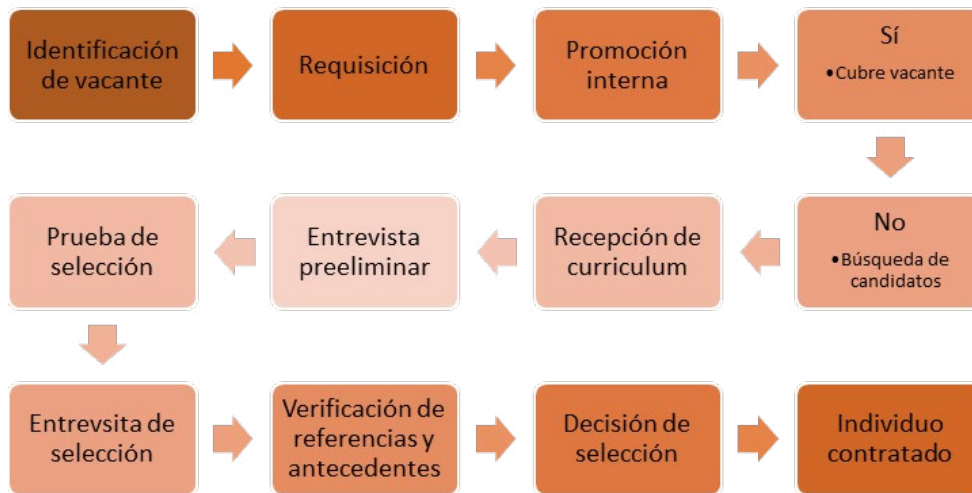 Identificación
de vacante
Requisición
Promoción
interna
Sí
•Cubre vacante
No
•Búsqueda de
candidatos
Recepción de
curriculum
Entrevista
preeliminar
Prueba de
selección
Entrevsita de
selección
Verificación de
referencias y
antecedentes
Decisión de
selección
Individuo
contratado